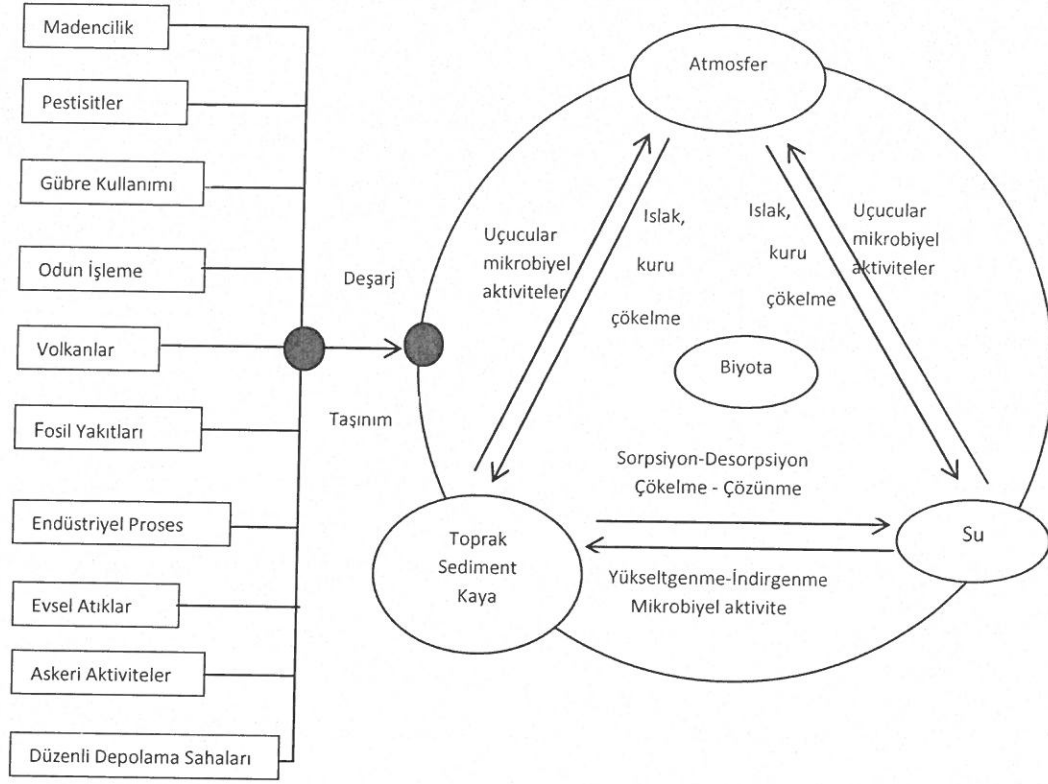 Madencilik
Pestisitler
Gübre Kullanımı
Odun İşleme
Volkanlar
Fosil Yakıtları
Endüstriyel Proses
Evsel Atıklar
Askeri Aktiviteler
Düzenli Depolama Sahaları
Deşarj
Taşınım
Atmosfer
Uçucular
mikrobiyel
aktiviteler
Islak,
kuru
çökelme
Islak,
kuru
çökelme
Uçucular
mikrobiyel
aktiviteler
Biyota
Sorpsiyon-Desorpsiyon
Çökelme - Çözünme
Toprak
Sediment
Kaya
Su
Yükseltgenme-İndirgenme
Mikrobiyel aktivite